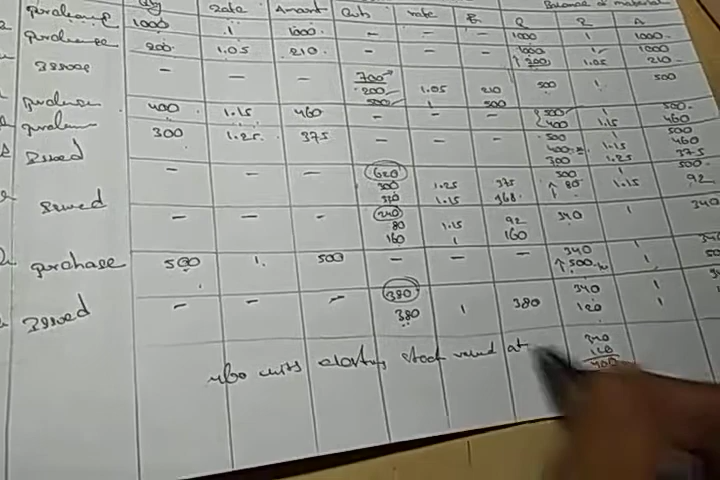 Balance of material
Qty Rate Amount Qty rate R Q R A
purchase 1000 1 1000 - - - 1000 1 1000
purchase 200 1.05 210 - - - 1000 1 1000
200 1.05 210
Issue - - - 700
200 1.05 210 500 1 500
500 1 500
purchase 400 1.15 460 - - - 500 1 500
400 1.15 460
purchase 300 1.25 375 - - - 500 1 500
400 1.15 460
300 1.25 375
Issued - - - 620 500 1 500
300 1.25 375 80 1.15 92
320 1.15 368
Issued - - - 240 340 1 340
80 1.15 92
160 1 160
purchase 500 1. 500 - - - 340 1 340
500 1
Issued - - - 380 340 1
380 1 380 120 1
460 units closting stock valued at
340
120